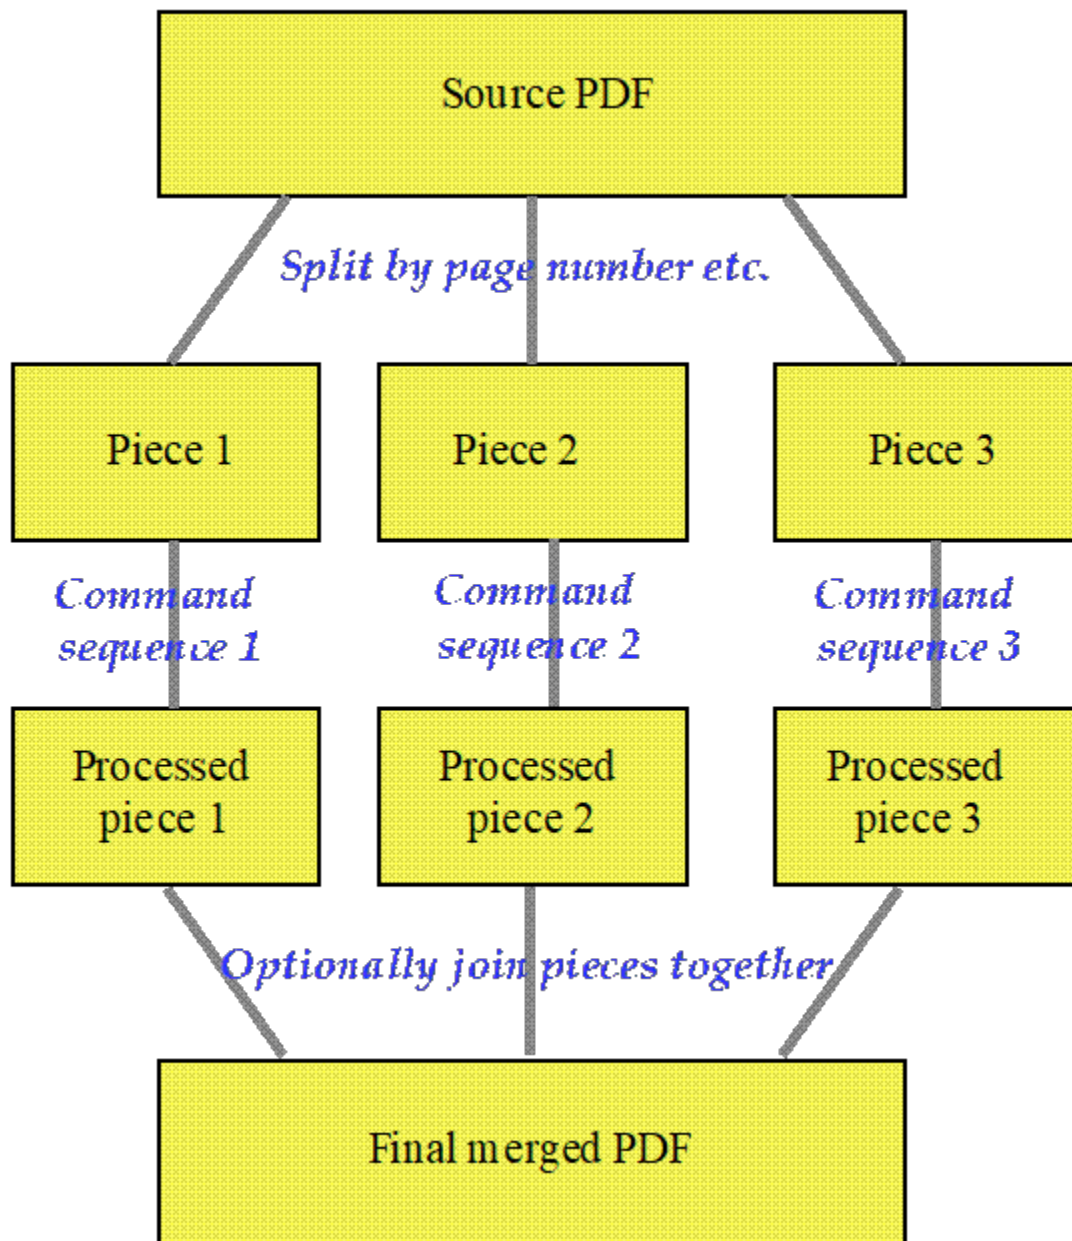 Source PDF
Split by page number etc.
Piece 1
Piece 2
Piece 3
Command
sequence 1
Command
sequence 2
Command
sequence 3
Processed
piece 1
Processed
piece 2
Processed
piece 3
Optionally join pieces together
Final merged PDF